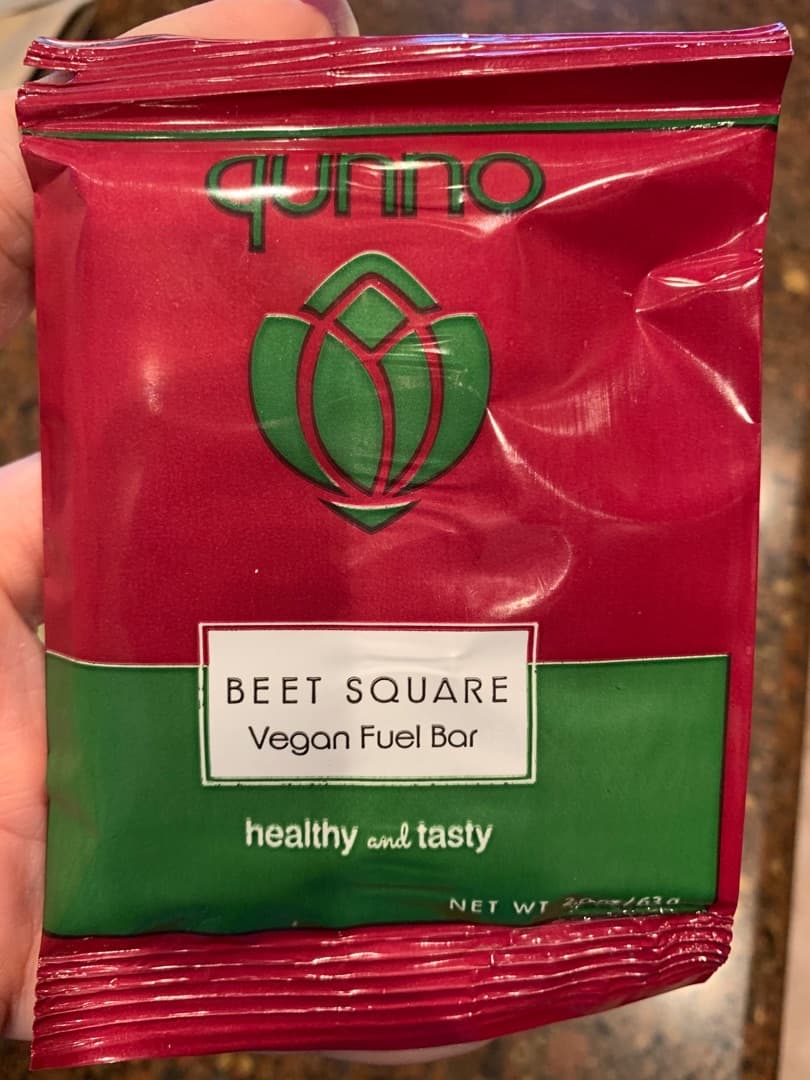 qunno
BEET SQUARE
Vegan Fuel Bar
healthy and tasty
NET WT